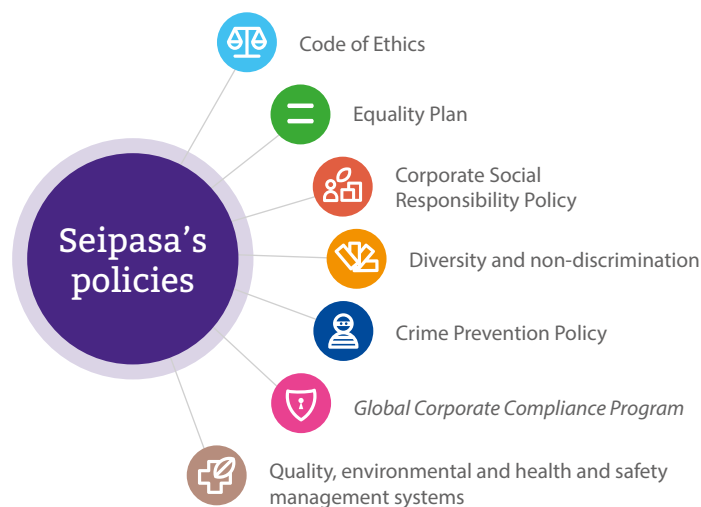 Code of Ethics
Equality Plan
Corporate Social
Responsibility Policy
Seipasa's
policies
Diversity and non-discrimination
Crime Prevention Policy
Global Corporate Compliance Program
Quality, environmental and health and safety
management systems